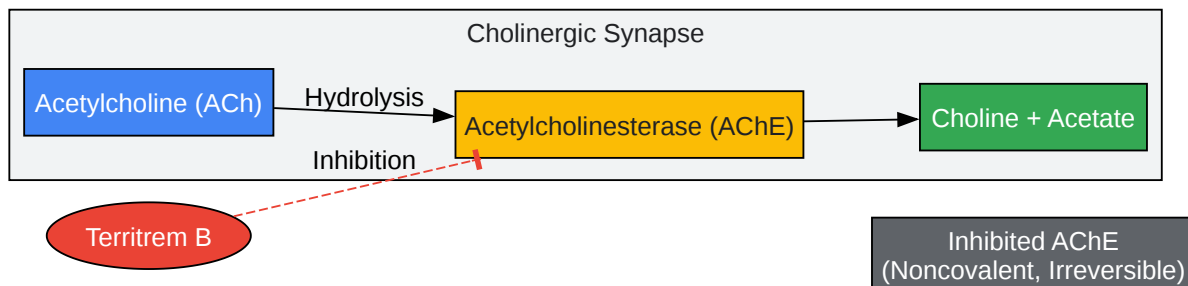 Cholinergic Synapse
Acetylcholine (ACh)
Hydrolysis
Acetylcholinesterase (AChE)
Choline + Acetate
Inhibition
Territrem B
Inhibited AChE
(Noncovalent, Irreversible)